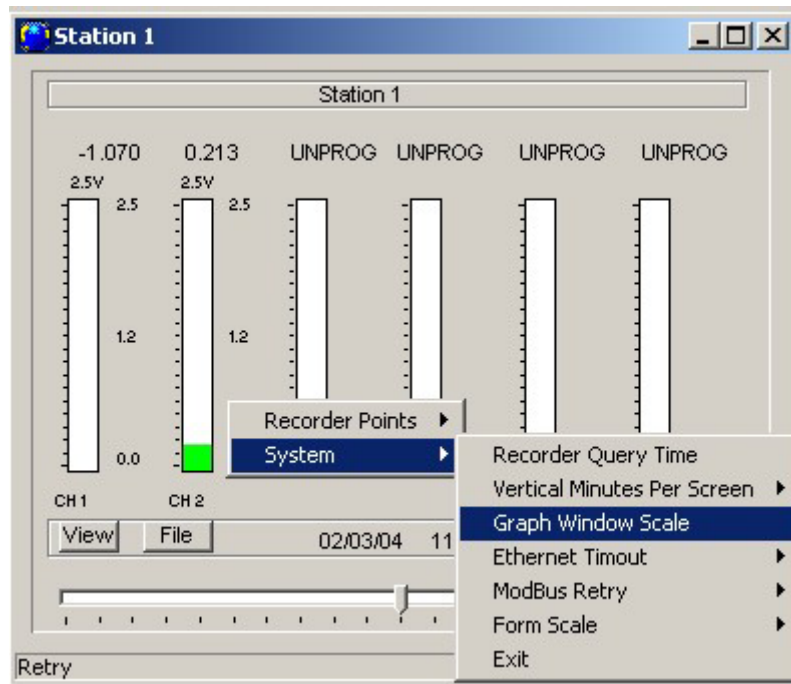 Station 1
Station 1
-1.070 0.213 UNPROG UNPROG UNPROG UNPROG
2.5V 2.5V
2.5 2.5
1.2 1.2
0.0
CH 1 CH 2
Recorder Points
System
Recorder Query Time
Vertical Minutes Per Screen
Graph Window Scale
Ethernet Timout
ModBus Retry
Form Scale
Exit
View File 02/03/04 11
Retry